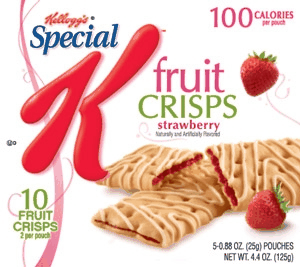 Kellogg's
Special
K
100 CALORIES
per pouch
fruit
CRISPS
strawberry
Naturally and Artificially Flavored
10
FRUIT
CRISPS
2 per pouch
5-0.88 OZ. (25g) POUCHES
NET WT. 4.4 OZ. (125g)